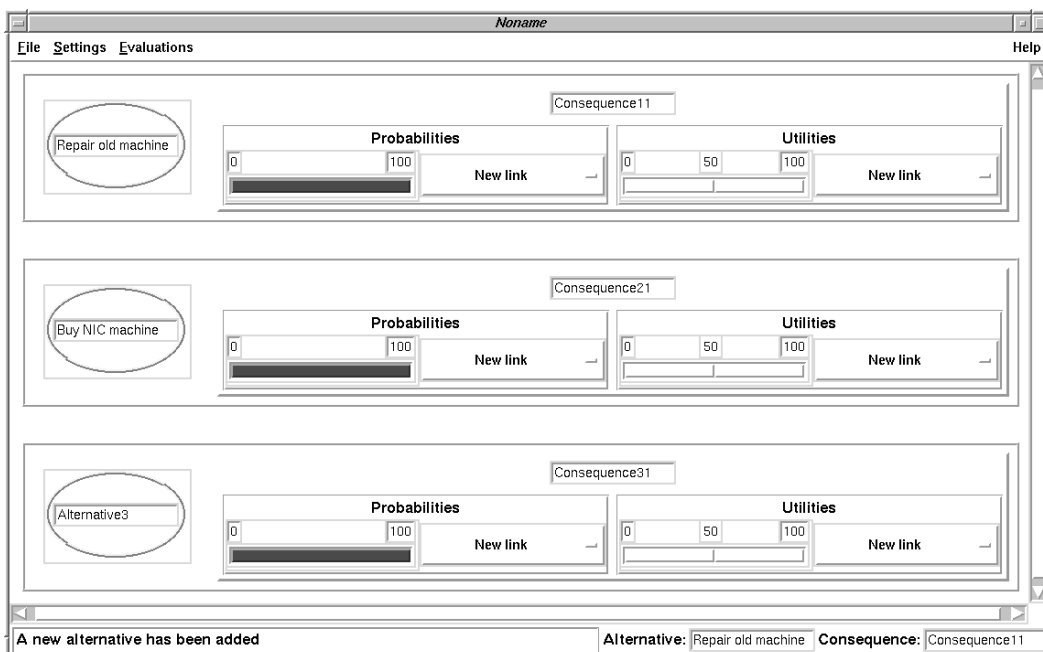 Noname
File Settings Evaluations Help
Consequence11
Repair old machine
Probabilities Utilities
0 100 New link 0 50 100 New link
Consequence21
Buy NIC machine
Probabilities Utilities
0 100 New link 0 50 100 New link
Consequence31
Alternative3
Probabilities Utilities
0 100 New link 0 50 100 New link
A new alternative has been added Alternative: Repair old machine Consequence: Consequence11